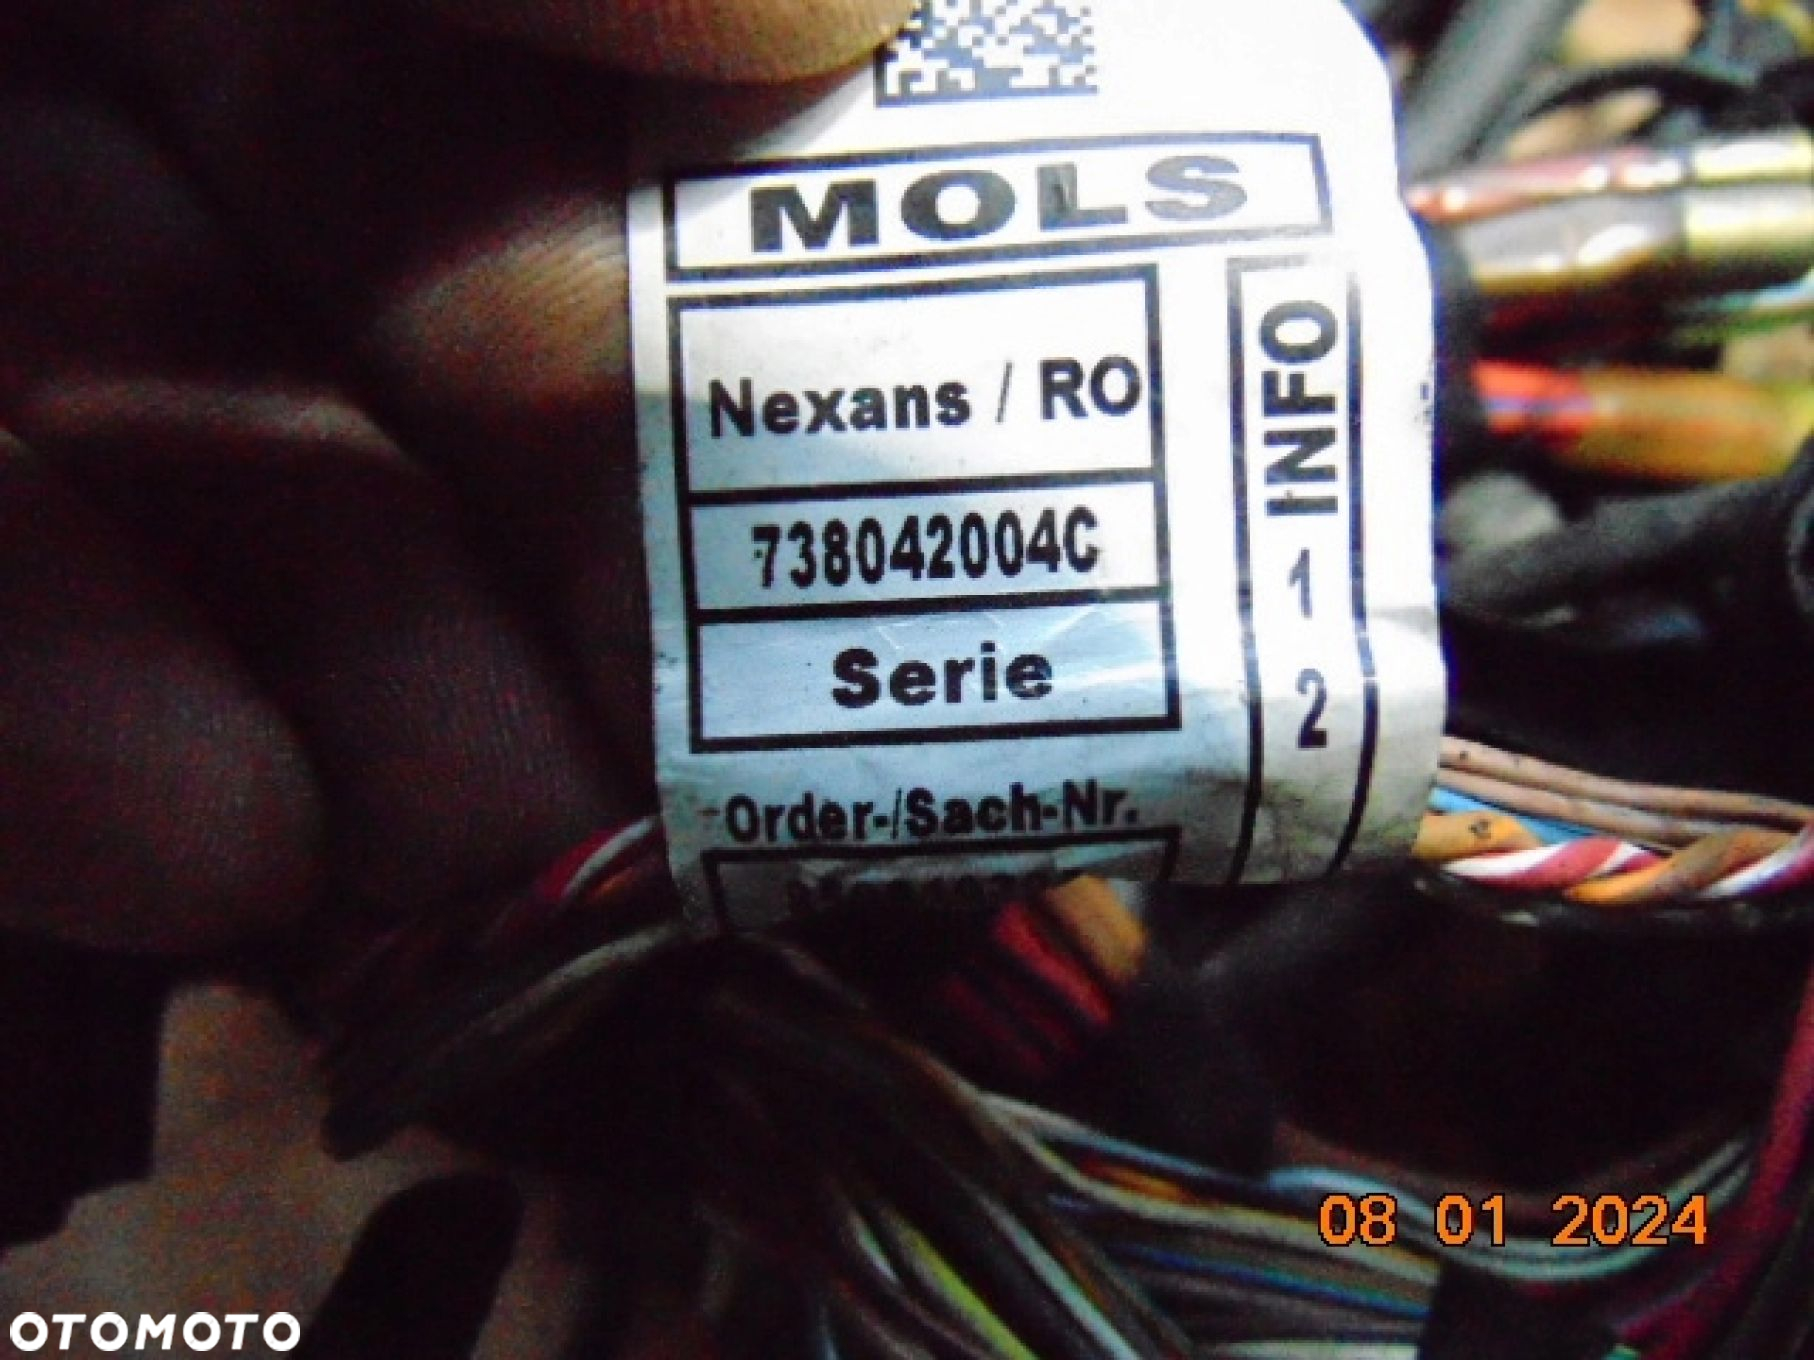 MOLS
Nexans / RO
738042004C
Serie
Order-/Sach-Nr.
INFO
1
2
08 01 2024
OTOMOTO